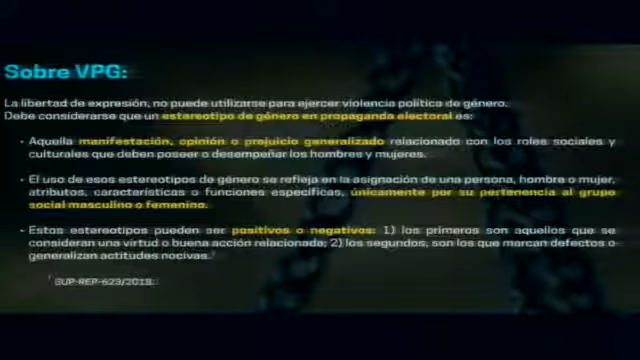 Sobre VPG:
La libertad de expresión, no puede utilizarse para ejercer violencia política de género.
Debe considerarse que un estereotipo de género en propaganda electoral es:
• Aquella manifestación, opinión o prejuicio generalizado relacionado con los roles sociales y
culturales que deben poseer o desempeñar los hombres y mujeres.
• El uso de esos estereotipos de género se refleja en la asignación de una persona, hombre o mujer,
atributos, características o funciones específicas, únicamente por su pertenencia al grupo
social masculino o femenino.
• Estos estereotipos pueden ser positivos o negativos: 1) los primeros son aquellos que se
consideran una virtud o buena acción relacionada; 2) los segundos, son los que marcan defectos o
generalizan actitudes nocivas.¹
¹ SUP-REP-623/2018.